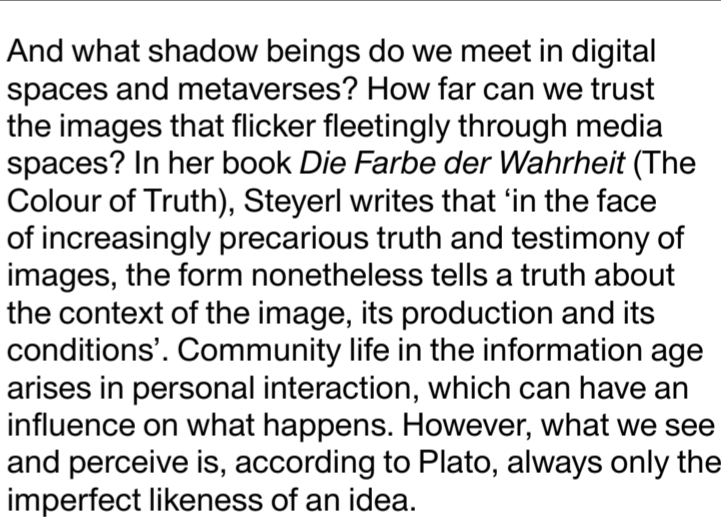 And what shadow beings do we meet in digital
spaces and metaverses? How far can we trust
the images that flicker fleetingly through media
spaces? In her book Die Farbe der Wahrheit (The
Colour of Truth), Steyerl writes that ‘in the face
of increasingly precarious truth and testimony of
images, the form nonetheless tells a truth about
the context of the image, its production and its
conditions’. Community life in the information age
arises in personal interaction, which can have an
influence on what happens. However, what we see
and perceive is, according to Plato, always only the
imperfect likeness of an idea.